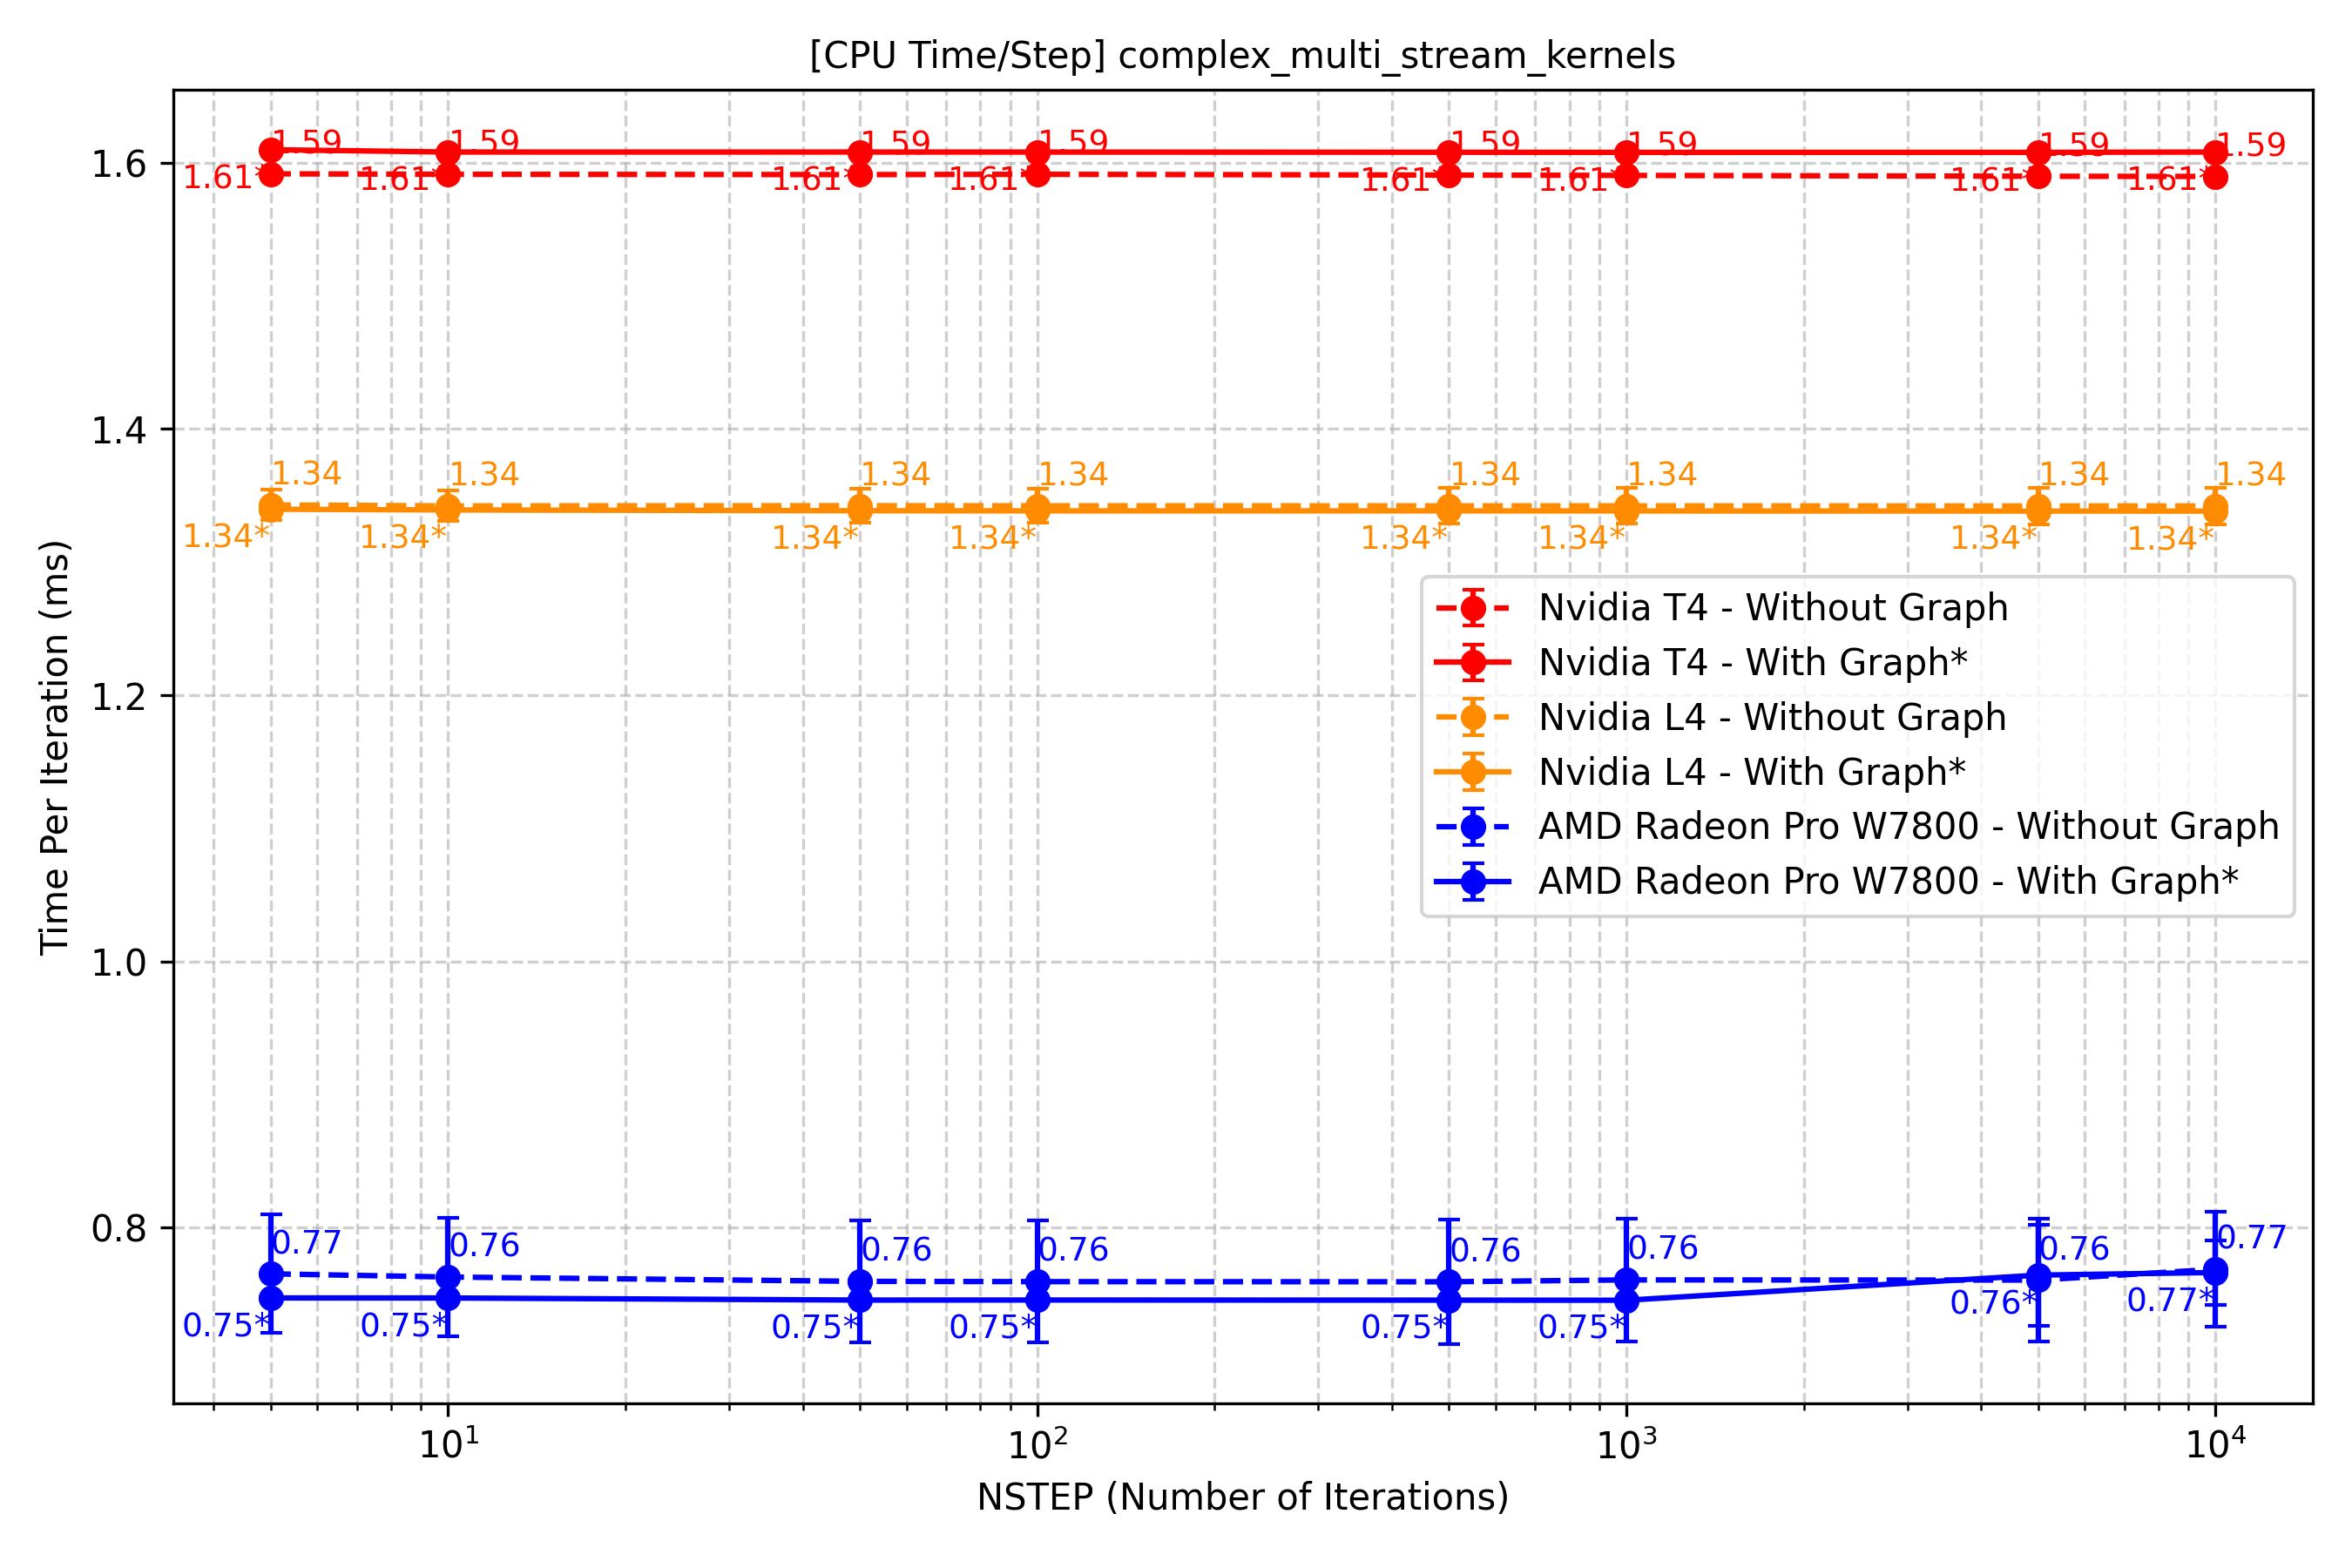 [CPU Time/Step] complex_multi_stream_kernels
Time Per Iteration (ms)
1.6
1.4
1.2
1.0
0.8
1.59 1.59 1.59 1.59 1.59 1.59 1.59 1.59
1.61* 1.61* 1.61* 1.61* 1.61* 1.61* 1.61* 1.61*
1.34 1.34 1.34 1.34 1.34 1.34 1.34 1.34
1.34* 1.34* 1.34* 1.34* 1.34* 1.34* 1.34* 1.34*
Nvidia T4 - Without Graph
Nvidia T4 - With Graph*
Nvidia L4 - Without Graph
Nvidia L4 - With Graph*
AMD Radeon Pro W7800 - Without Graph
AMD Radeon Pro W7800 - With Graph*
0.77 0.76 0.76 0.76 0.76 0.76 0.76 0.77
0.75* 0.75* 0.75* 0.75* 0.75* 0.75* 0.76* 0.77*
10¹ 10² 10³ 10⁴
NSTEP (Number of Iterations)